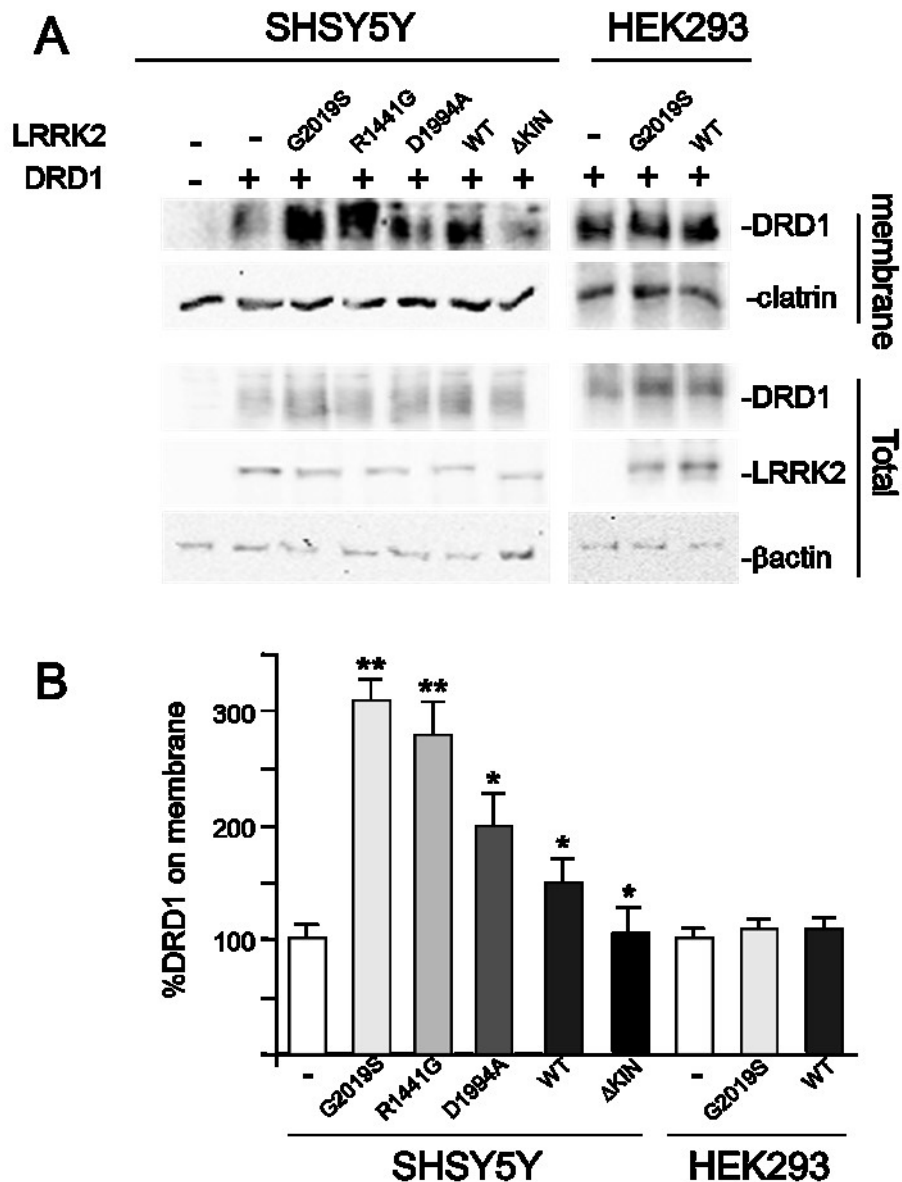 A
SHSY5Y HEK293
LRRK2 - - G2019S R1441G D1994A WT ΔKIN - G2019S WT
DRD1 - + + + + + + + + +
-DRD1
-clatrin
membrane
-DRD1
-LRRK2
-βactin
Total
B
%DRD1 on membrane
300
200
100
** ** * * *
- G2019S R1441G D1994A WT ΔKIN - G2019S WT
SHSY5Y HEK293